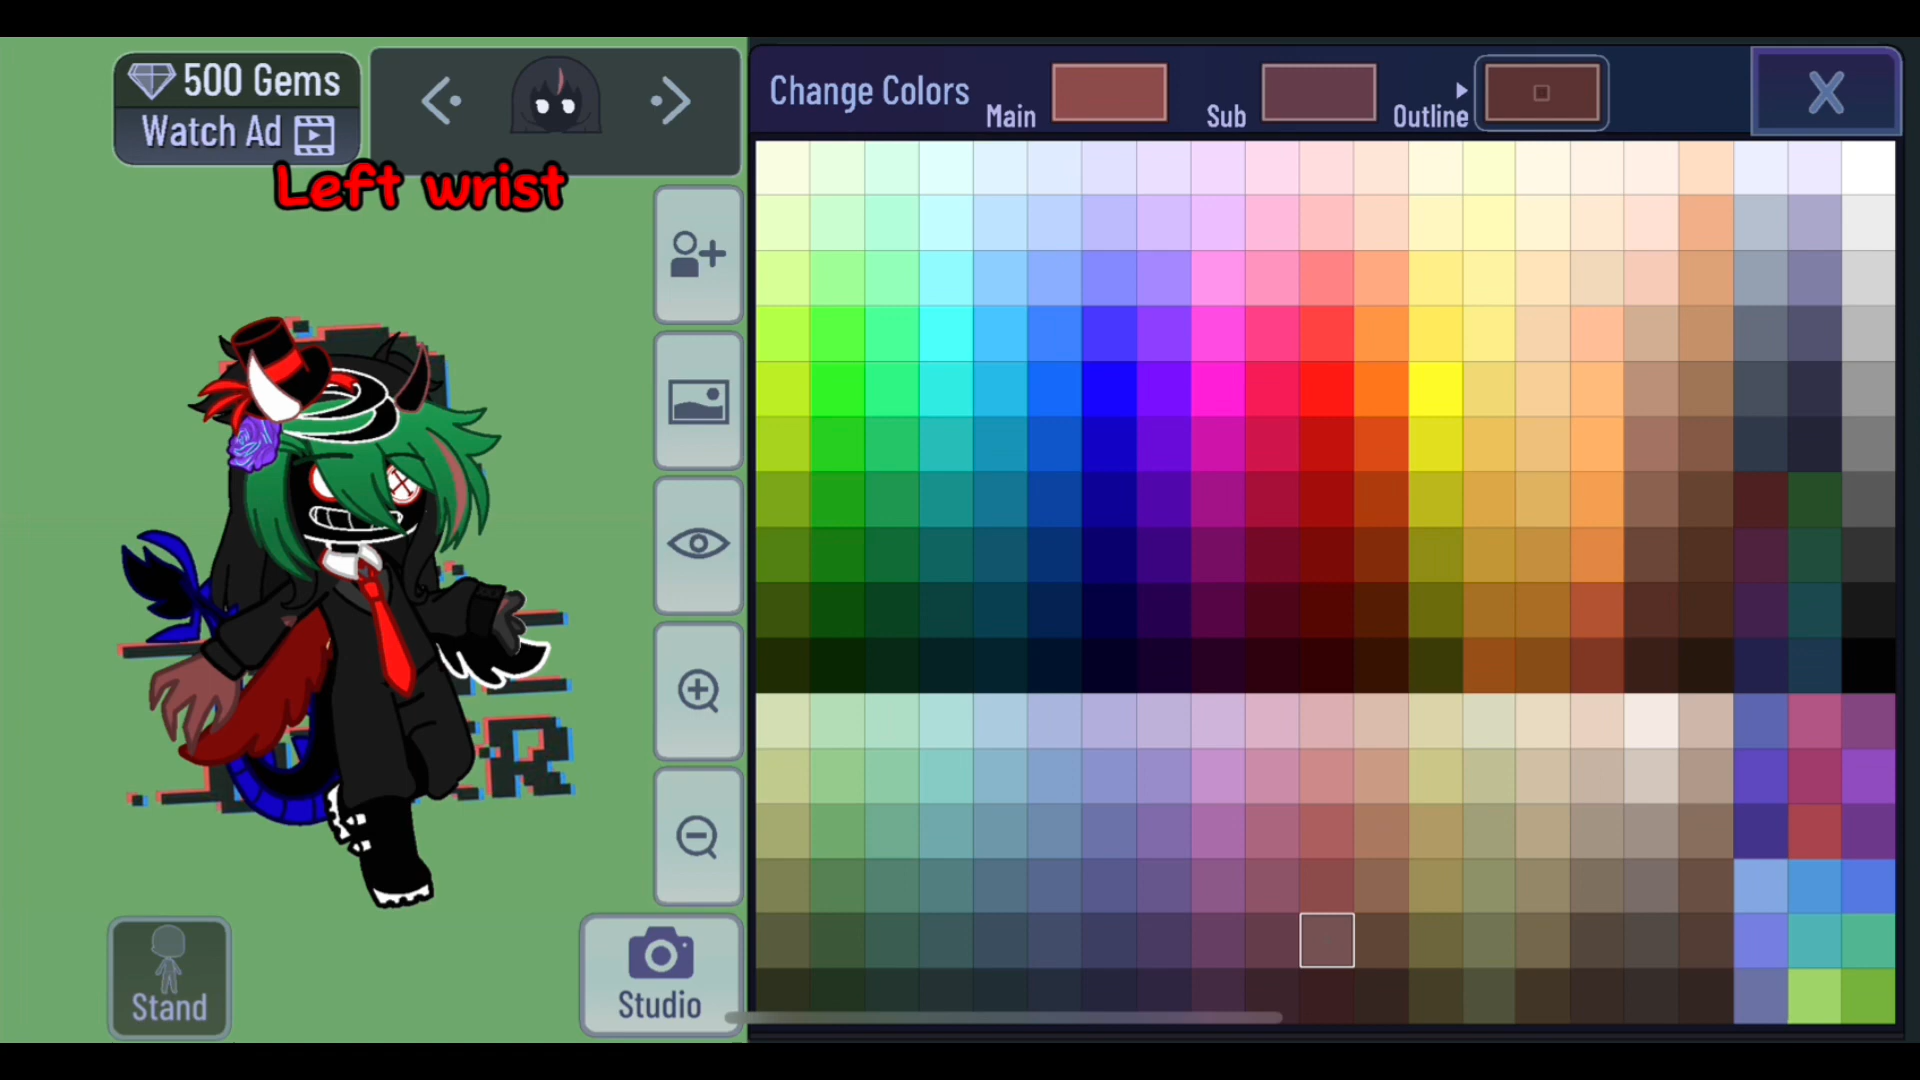 500 Gems
Watch Ad
Left wrist
Change Colors
Main
Sub
Outline
X
R
Stand
Studio